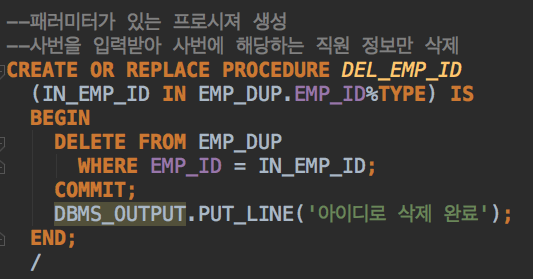 --패러미터가 있는 프로시져 생성
--사번을 입력받아 사번에 해당하는 직원 정보만 삭제
CREATE OR REPLACE PROCEDURE DEL_EMP_ID
(IN_EMP_ID IN EMP_DUP.EMP_ID%TYPE) IS
BEGIN
DELETE FROM EMP_DUP
WHERE EMP_ID = IN_EMP_ID;
COMMIT;
DBMS_OUTPUT.PUT_LINE('아이디로 삭제 완료');
END;
/